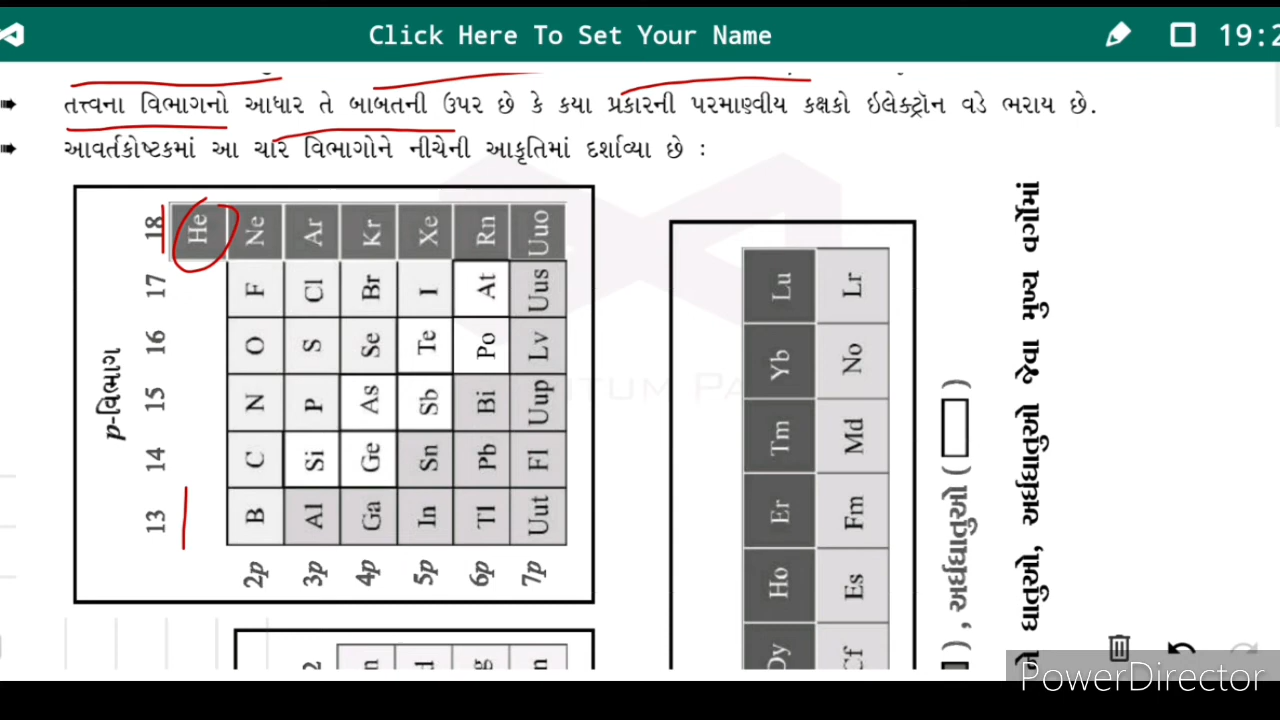 Click Here To Set Your Name
19:2
તત્ત્વના વિભાગનો આધાર તે બાબતની ઉપર છે કે કયા પ્રકારની પરમાણ્વીય કક્ષકો ઇલેક્ટ્રૉન વડે ભરાય છે.
આવર્તકોષ્ટકમાં આ ચાર વિભાગોને નીચેની આકૃતિમાં દર્શાવ્યા છે :
p-વિભાગ
13 14 15 16 17 18
He
2p B C N O F Ne
3p Al Si P S Cl Ar
4p Ga Ge As Se Br Kr
5p In Sn Sb Te I Xe
6p Tl Pb Bi Po At Rn
7p Uut Fl Uup Lv Uus Uuo
Dy Ho Er Tm Yb Lu
Cf Es Fm Md No Lr
) , અર્ધધાતુઓ ( )
ધાતુઓ, અર્ધધાતુઓ જેવા મુખ્ય વર્ગોમાં
PowerDirector